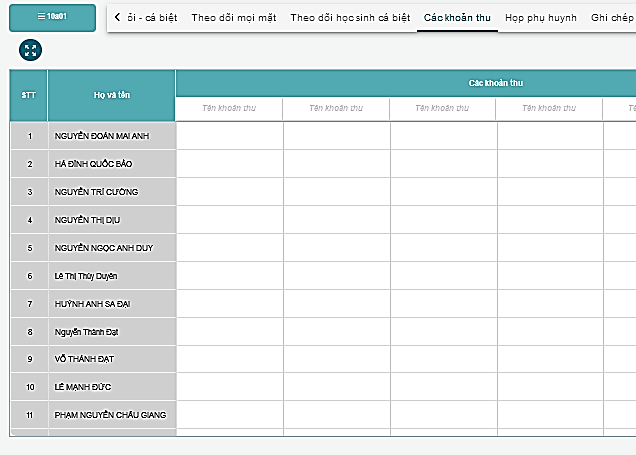 ☰ 10a01
ỏi - cá biệt Theo dõi mọi mặt Theo dõi học sinh cá biệt Các khoản thu Họp phụ huynh Ghi chép
STT Họ và tên Các khoản thu
Tên khoản thu Tên khoản thu Tên khoản thu Tên khoản thu Tê
1 NGUYỄN ĐOÀN MAI ANH
2 HÀ ĐÌNH QUỐC BẢO
3 NGUYỄN TRÍ CƯỜNG
4 NGUYỄN THỊ DỊU
5 NGUYỄN NGỌC ANH DUY
6 Lê Thị Thùy Duyên
7 HUỲNH ANH SA ĐẠI
8 Nguyễn Thành Đạt
9 VÕ THÀNH ĐẠT
10 LÊ MẠNH ĐỨC
11 PHẠM NGUYỄN CHÂU GIANG